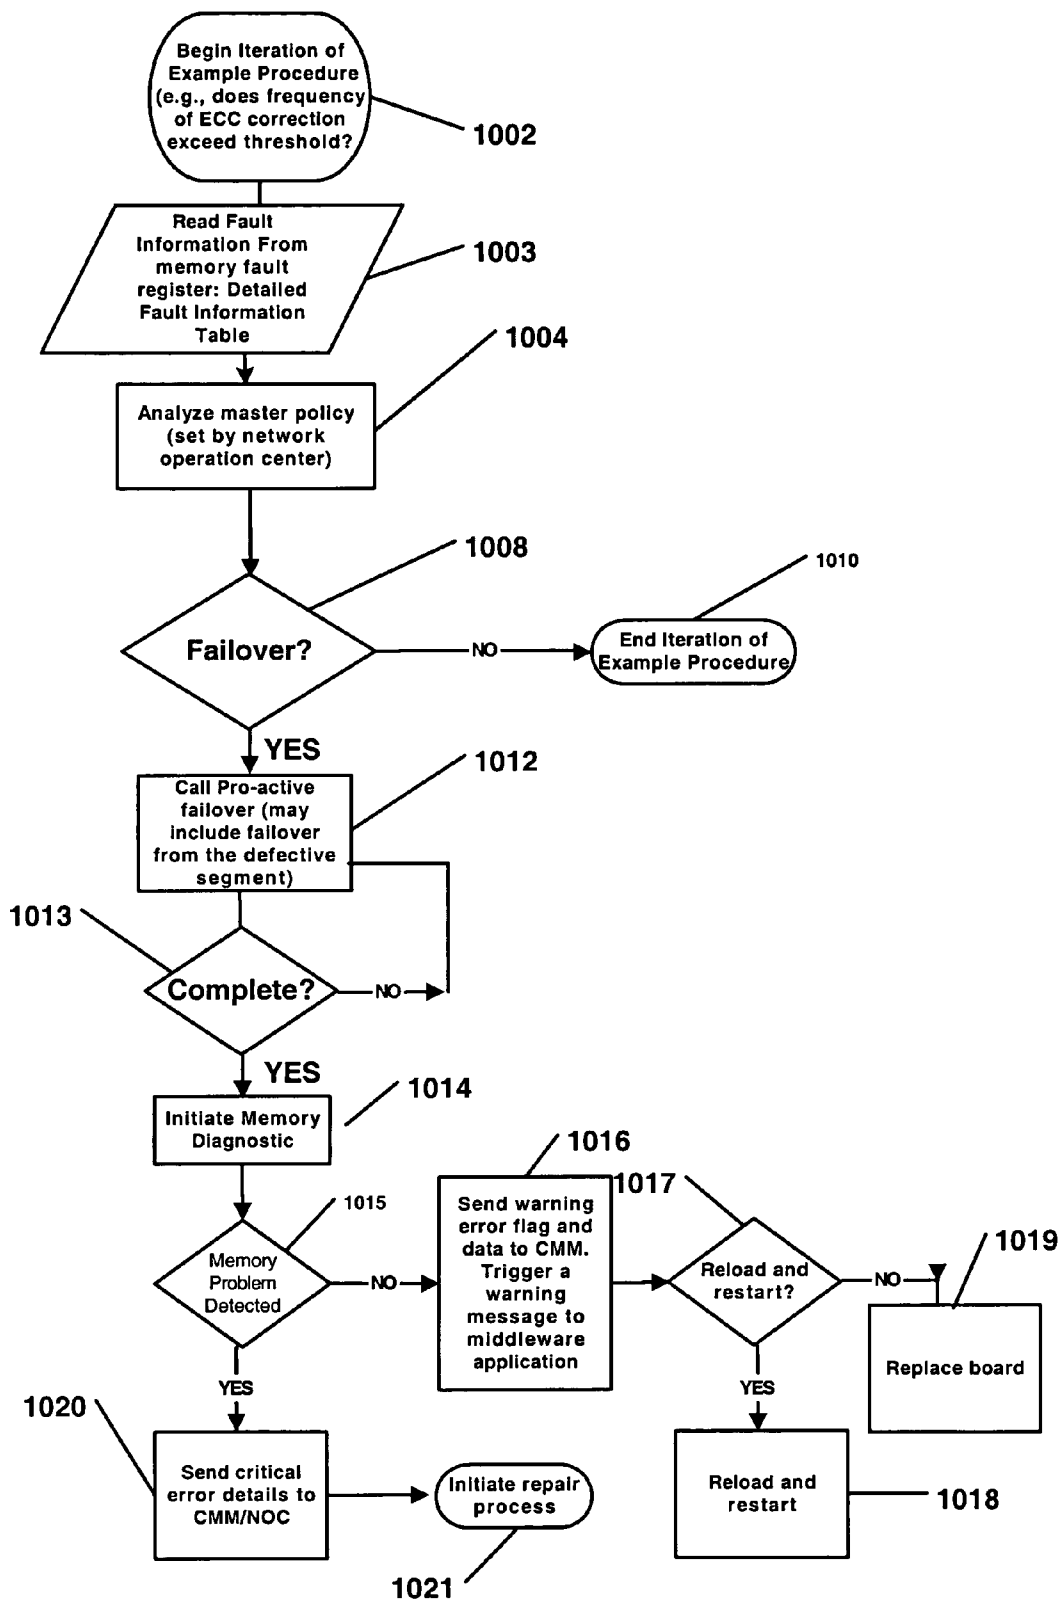 Begin Iteration of
Example Procedure
(e.g., does frequency
of ECC correction
exceed threshold?
1002
Read Fault
Information From
memory fault
register: Detailed
Fault Information
Table
1003
1004
Analyze master policy
(set by network
operation center)
1008
Failover?
NO
1010
End Iteration of
Example Procedure
YES
1012
Call Pro-active
failover (may
include failover
from the defective
segment)
1013
Complete?
NO
YES
1014
Initiate Memory
Diagnostic
1015
Memory
Problem
Detected
NO
1016
Send warning
error flag and
data to CMM.
Trigger a
warning
message to
middleware
application
1017
Reload and
restart?
NO
1019
Replace board
YES
YES
1020
Send critical
error details to
CMM/NOC
Initiate repair
process
1021
Reload and
restart
1018